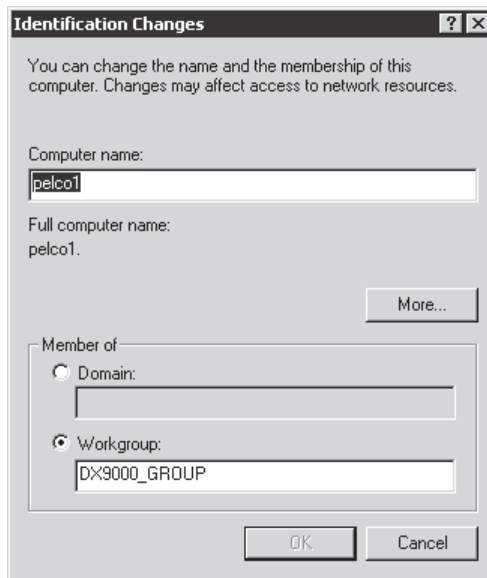 Identification Changes
You can change the name and the membership of this
computer. Changes may affect access to network resources.
Computer name:
pelco1
Full computer name:
pelco1.
More...
Member of
Domain:
Workgroup:
DX9000_GROUP
OK
Cancel